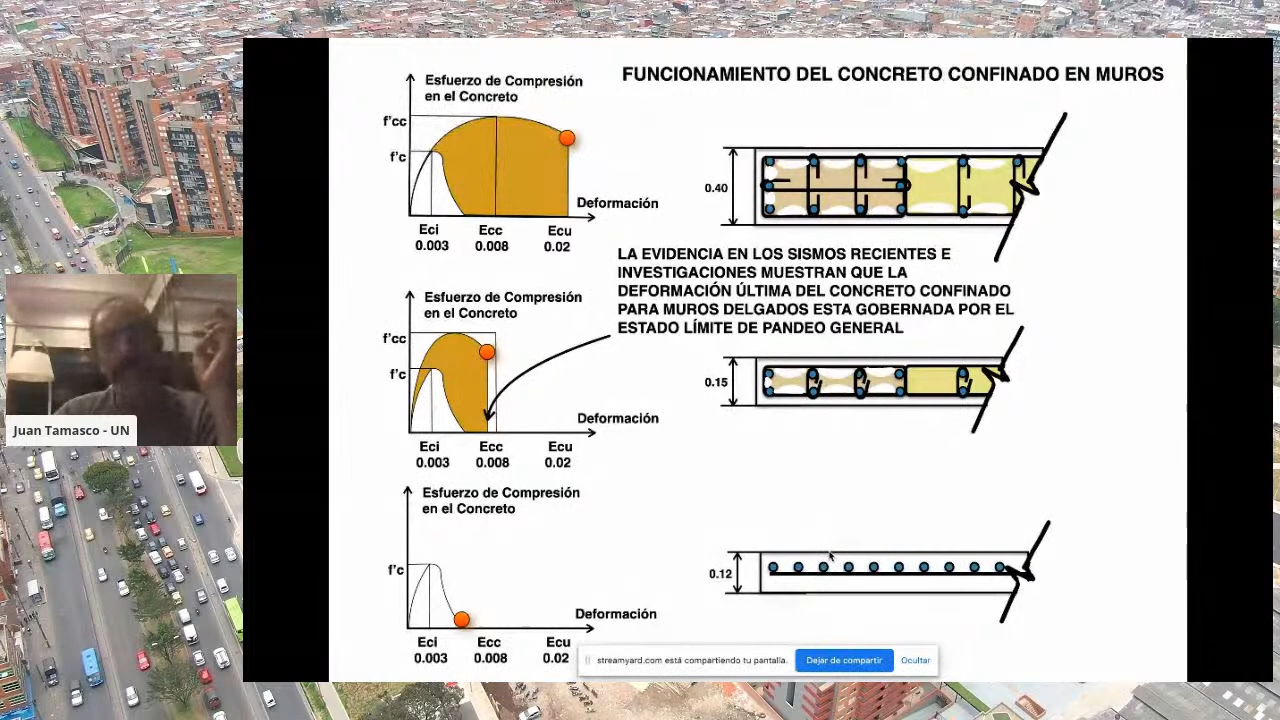 FUNCIONAMIENTO DEL CONCRETO CONFINADO EN MUROS
Esfuerzo de Compresión
en el Concreto
f'cc
f'c
Deformación
Eci
0.003
Ecc
0.008
Ecu
0.02
0.40
LA EVIDENCIA EN LOS SISMOS RECIENTES E
INVESTIGACIONES MUESTRAN QUE LA
DEFORMACIÓN ÚLTIMA DEL CONCRETO CONFINADO
PARA MUROS DELGADOS ESTA GOBERNADA POR EL
ESTADO LÍMITE DE PANDEO GENERAL
Esfuerzo de Compresión
en el Concreto
f'cc
f'c
Deformación
Eci
0.003
Ecc
0.008
Ecu
0.02
0.15
Juan Tamasco - UN
Esfuerzo de Compresión
en el Concreto
f'c
Deformación
Eci
0.003
Ecc
0.008
Ecu
0.02
0.12
streamyard.com está compartiendo tu pantalla.
Dejar de compartir
Ocultar